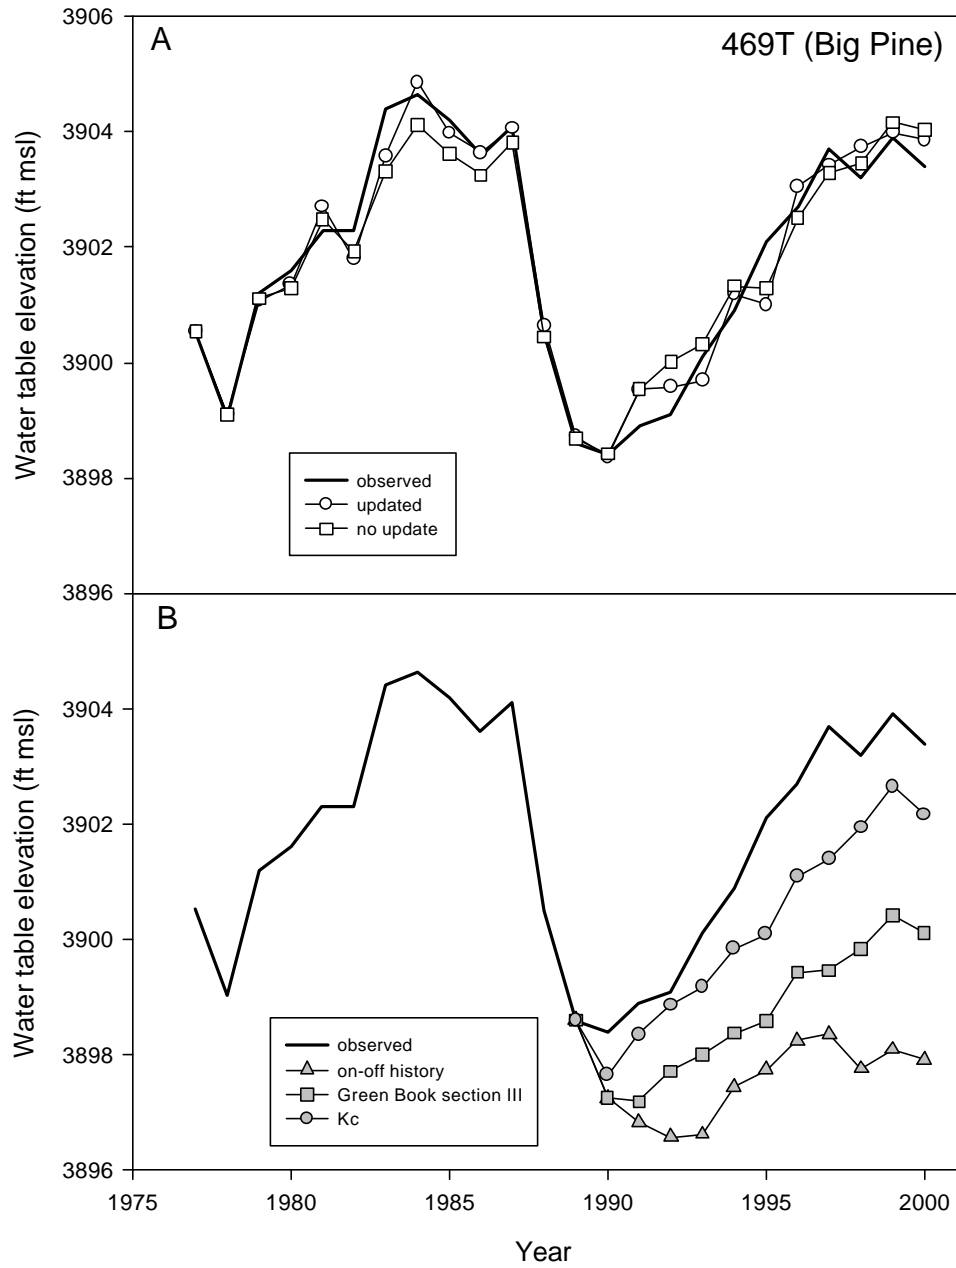 A
469T (Big Pine)
Water table elevation (ft msl)
3906
3904
3902
3900
3898
3896
observed
updated
no update
B
Water table elevation (ft msl)
3904
3902
3900
3898
3896
observed
on-off history
Green Book section III
Kc
1975
1980
1985
1990
1995
2000
Year